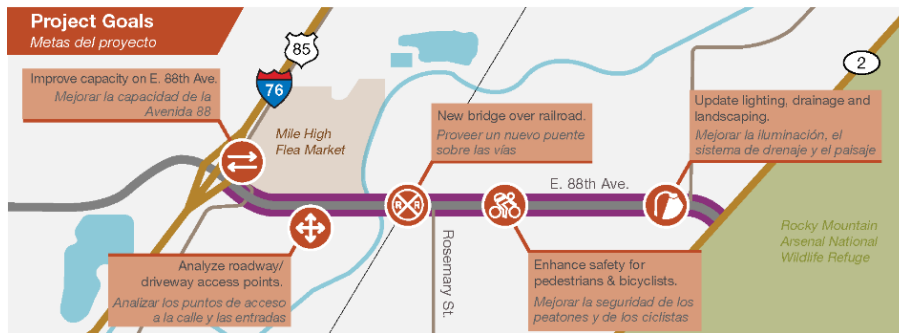 Project Goals
Metas del proyecto
85
76
2
Improve capacity on E. 88th Ave.
Mejorar la capacidad de la
Avenida 88
Mile High
Flea Market
New bridge over railroad.
Proveer un nuevo puente
sobre las vías
Update lighting, drainage and
landscaping.
Mejorar la iluminación, el
sistema de drenaje y el paisaje
E. 88th Ave.
R R
Rosemary St.
Analyze roadway/
driveway access points.
Analizar los puntos de acceso
a la calle y las entradas
Enhance safety for
pedestrians & bicyclists.
Mejorar la seguridad de los
peatones y de los ciclistas
Rocky Mountain
Arsenal National
Wildlife Refuge